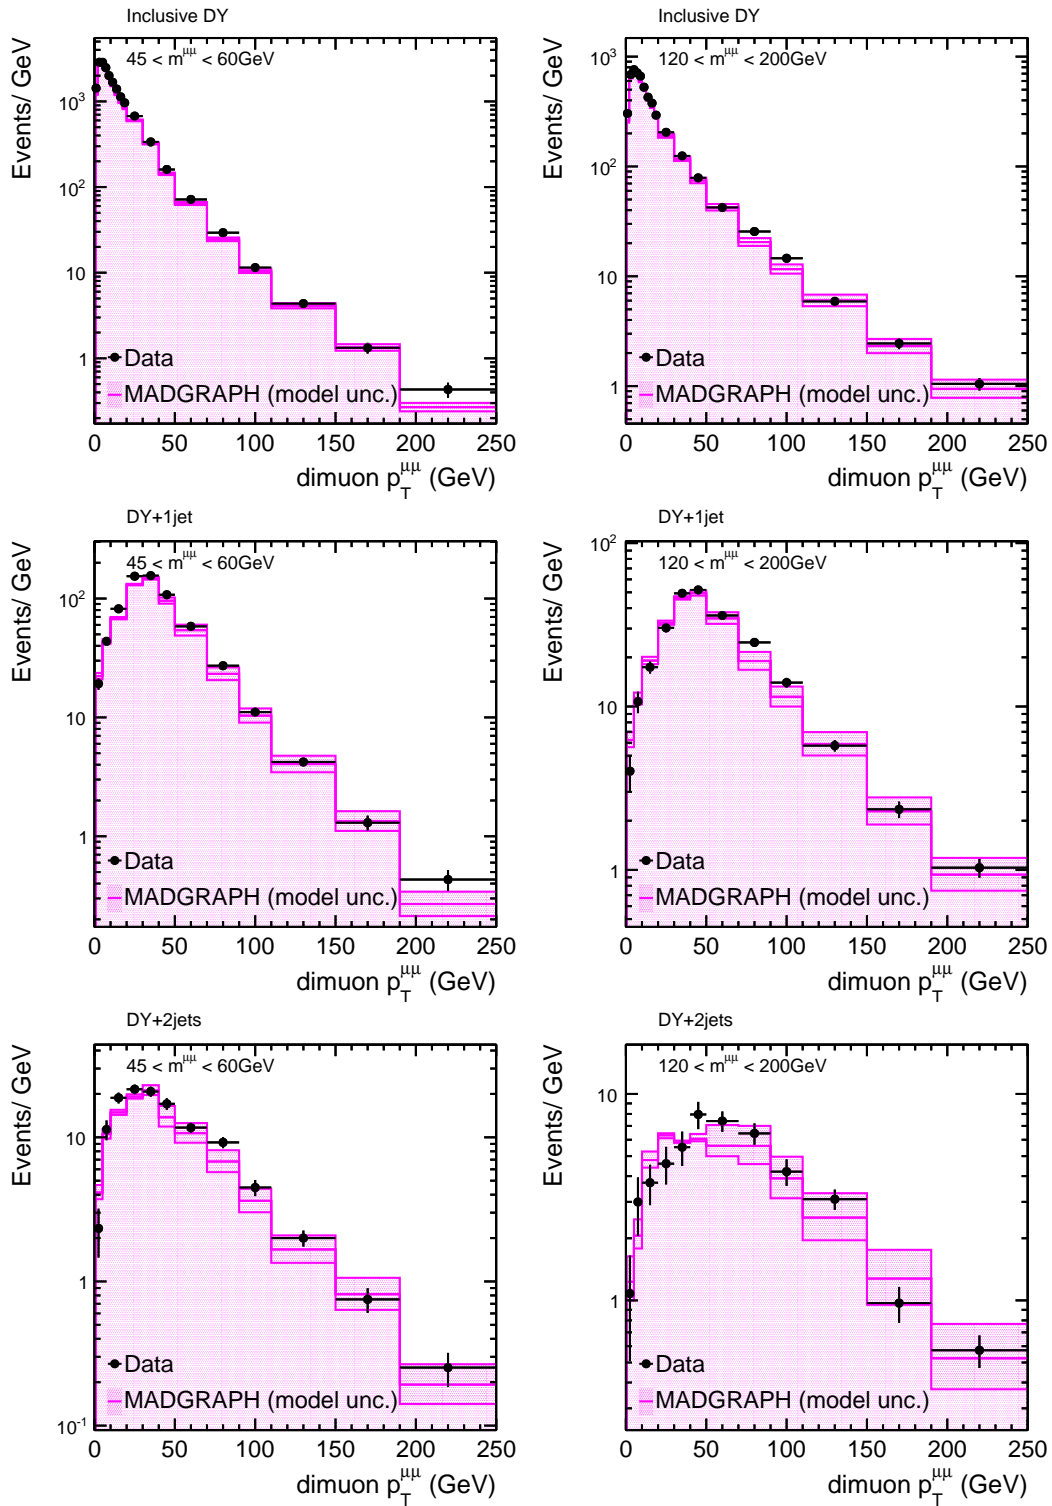 Inclusive DY
45 < m^μμ < 60GeV
Events/ GeV
10^3
10^2
10
1
Data
MADGRAPH (model unc.)
0 50 100 150 200 250
dimuon p_T^μμ (GeV)
Inclusive DY
120 < m^μμ < 200GeV
Events/ GeV
10^3
10^2
10
1
Data
MADGRAPH (model unc.)
0 50 100 150 200 250
dimuon p_T^μμ (GeV)
DY+1jet
45 < m^μμ < 60GeV
Events/ GeV
10^2
10
1
Data
MADGRAPH (model unc.)
0 50 100 150 200 250
dimuon p_T^μμ (GeV)
DY+1jet
120 < m^μμ < 200GeV
Events/ GeV
10^2
10
1
Data
MADGRAPH (model unc.)
0 50 100 150 200 250
dimuon p_T^μμ (GeV)
DY+2jets
45 < m^μμ < 60GeV
Events/ GeV
10
1
Data
MADGRAPH (model unc.)
10^-1
0 50 100 150 200 250
dimuon p_T^μμ (GeV)
DY+2jets
120 < m^μμ < 200GeV
Events/ GeV
10
1
Data
MADGRAPH (model unc.)
0 50 100 150 200 250
dimuon p_T^μμ (GeV)